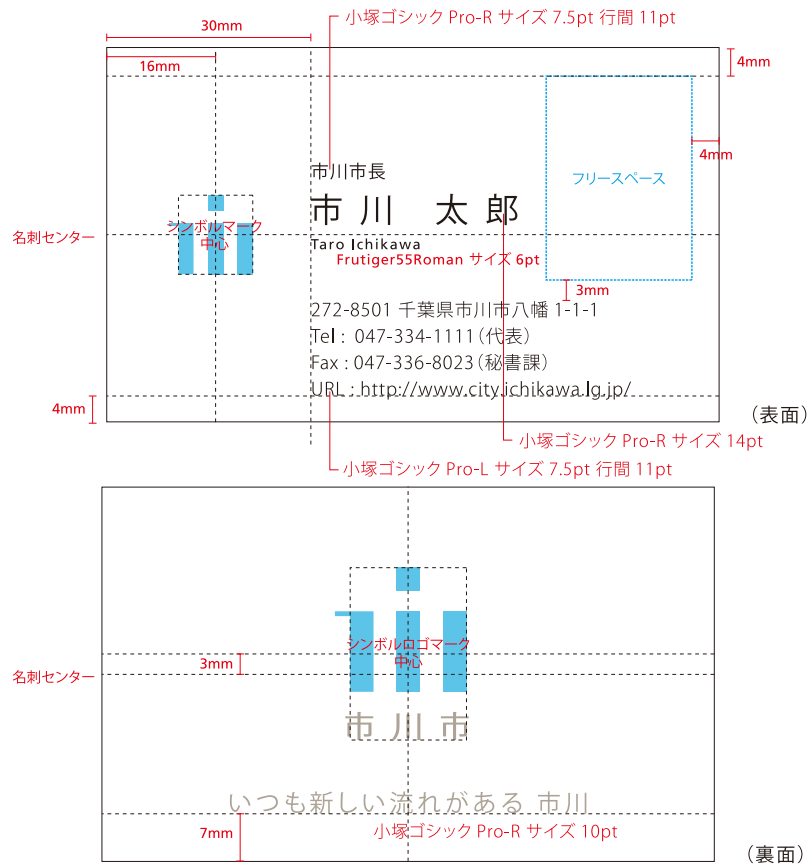 小塚ゴシック Pro-R サイズ 7.5pt 行間 11pt
30mm
16mm
4mm
4mm
市川市長
フリースペース
市川 太郎
シンボルマーク
中心
名刺センター
Taro Ichikawa
Frutiger55Roman サイズ 6pt
3mm
272-8501 千葉県市川市八幡 1-1-1
Tel : 047-334-1111(代表)
Fax : 047-336-8023(秘書課)
URL : http://www.city.ichikawa.lg.jp/
4mm
(表面)
小塚ゴシック Pro-R サイズ 14pt
小塚ゴシック Pro-L サイズ 7.5pt 行間 11pt
シンボルロゴマーク
中心
3mm
名刺センター
市川市
いつも新しい流れがある 市川
7mm
小塚ゴシック Pro-R サイズ 10pt
(裏面)